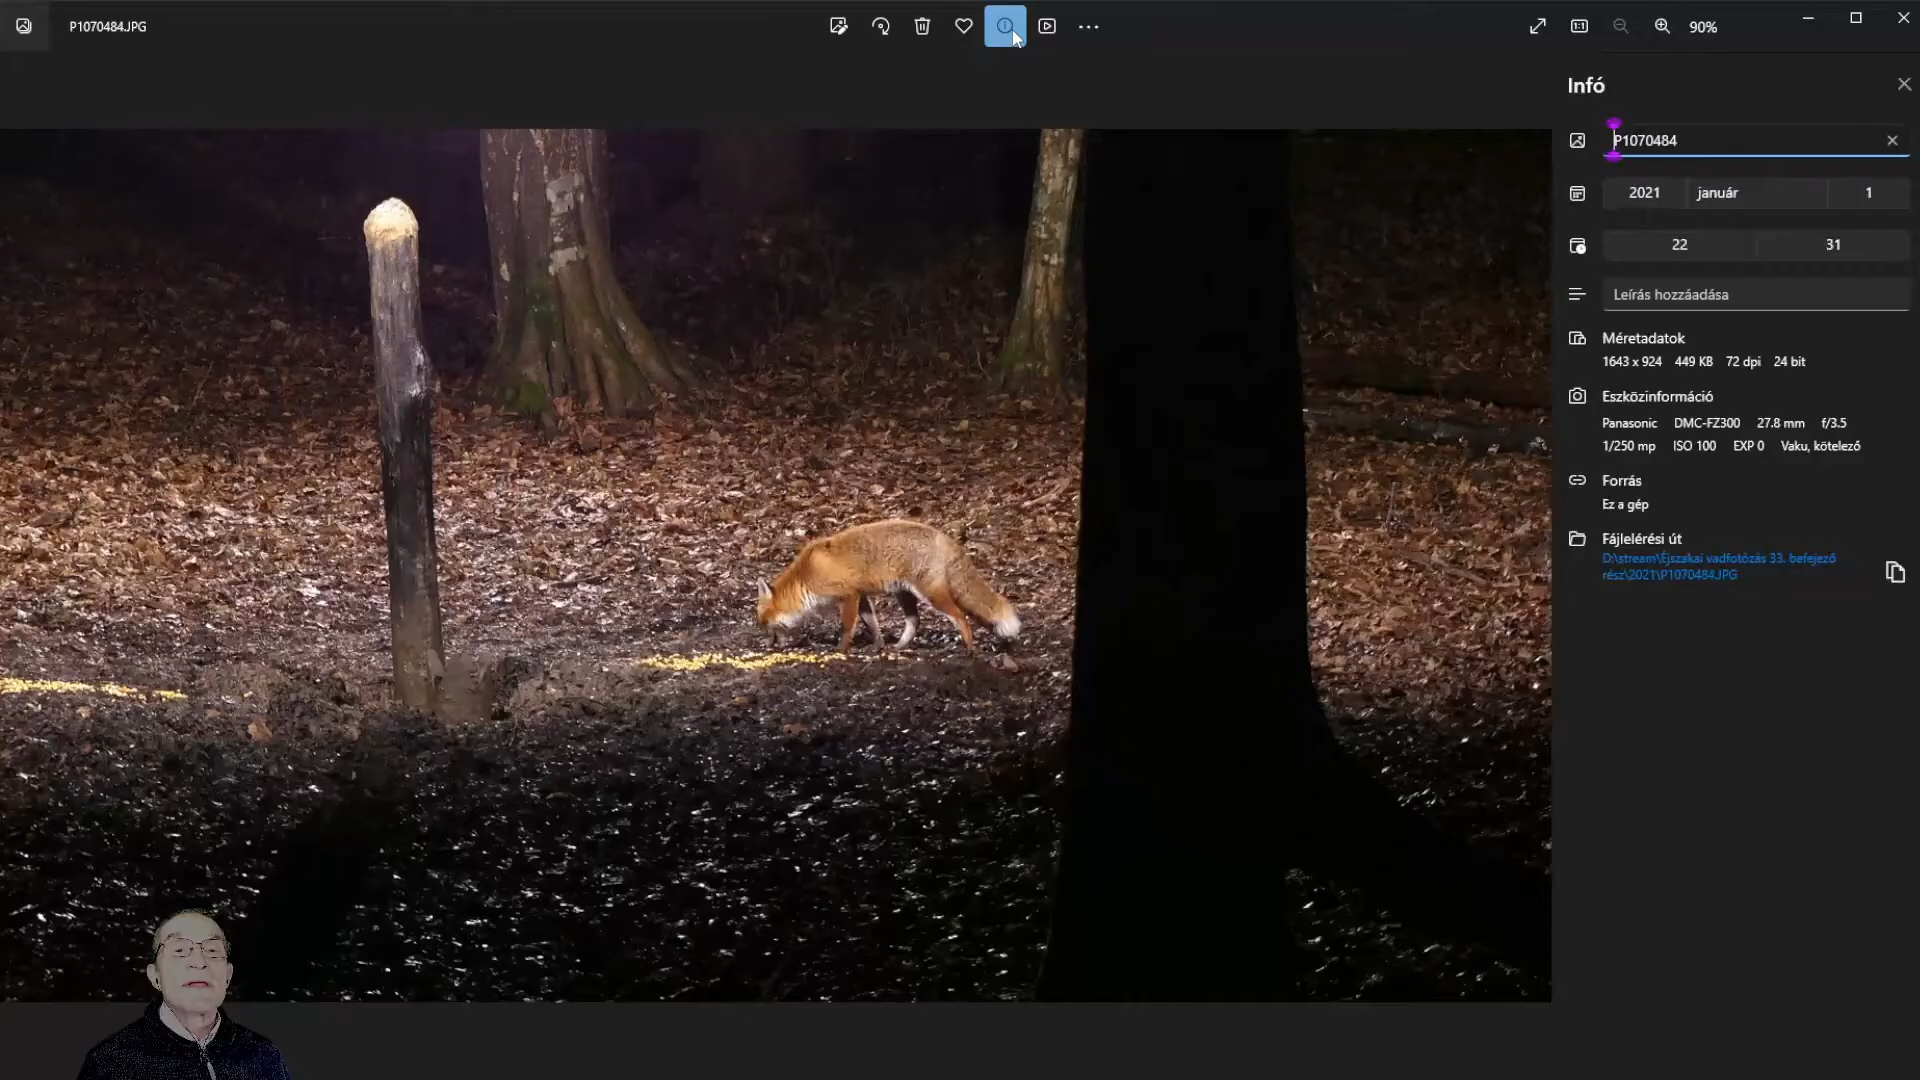 P1070484.JPG
90%
Infó
P1070484
2021 január 1
22 31
Leírás hozzáadása
Méretadatok
1643 x 924 449 KB 72 dpi 24 bit
Eszközinformáció
Panasonic DMC-FZ300 27.8 mm f/3.5
1/250 mp ISO 100 EXP 0 Vaku, kötelező
Forrás
Ez a gép
Fájlelérési út
D:\stream\Éjszakai vadfotózás 33. befejező
rész\2021\P1070484.JPG